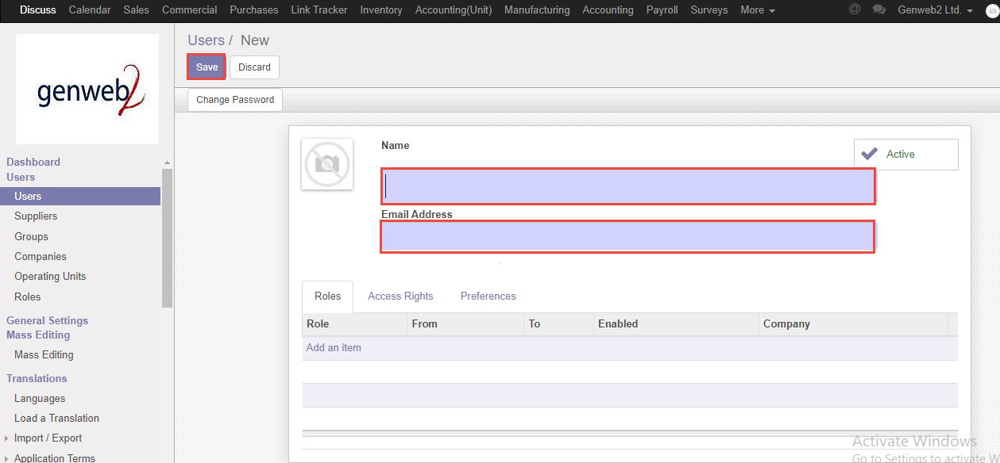 Discuss Calendar Sales Commercial Purchases Link Tracker Inventory Accounting(Unit) Manufacturing Accounting Payroll Surveys More @ Genweb2 Ltd.
genweb2
Users / New
Save Discard
Change Password
Dashboard
Users
Users
Suppliers
Groups
Companies
Operating Units
Roles
General Settings
Mass Editing
Mass Editing
Translations
Languages
Load a Translation
Import / Export
Application Terms
Name
Active
Email Address
Roles Access Rights Preferences
Role From To Enabled Company
Add an item
Activate Windows
Go to Settings to activate W